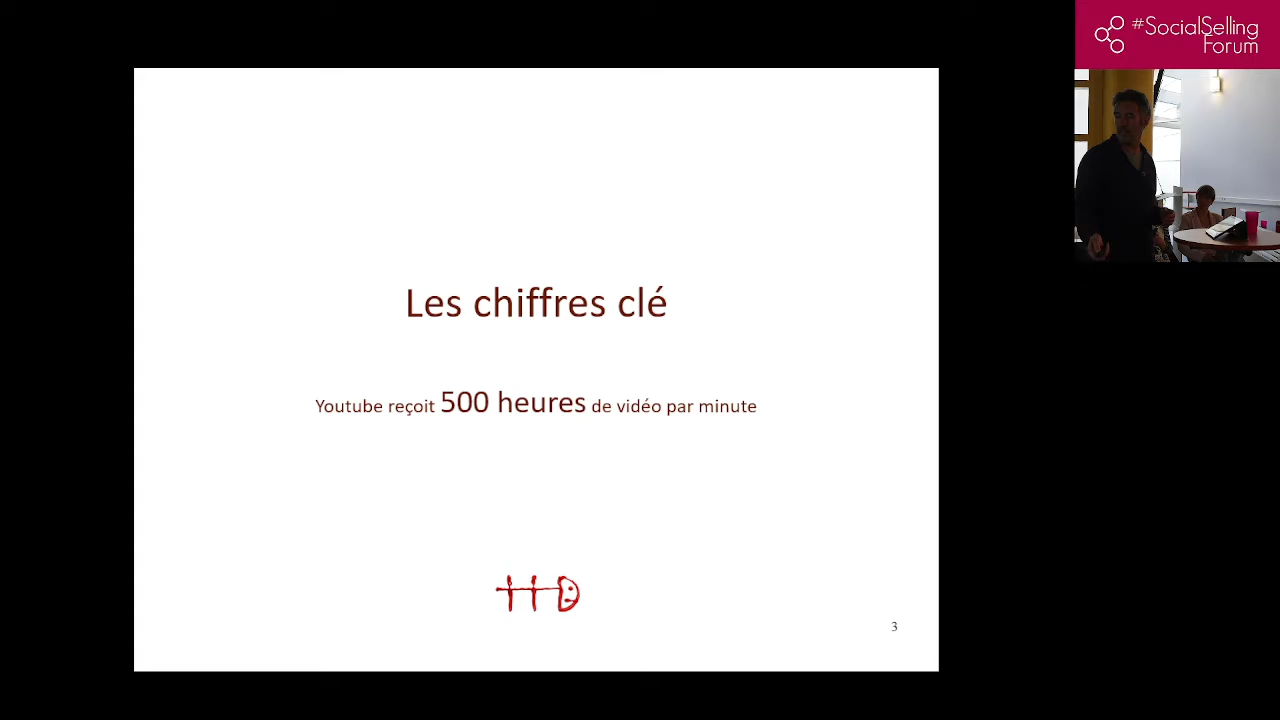 #SocialSelling
Forum
Les chiffres clé
Youtube reçoit 500 heures de vidéo par minute
3